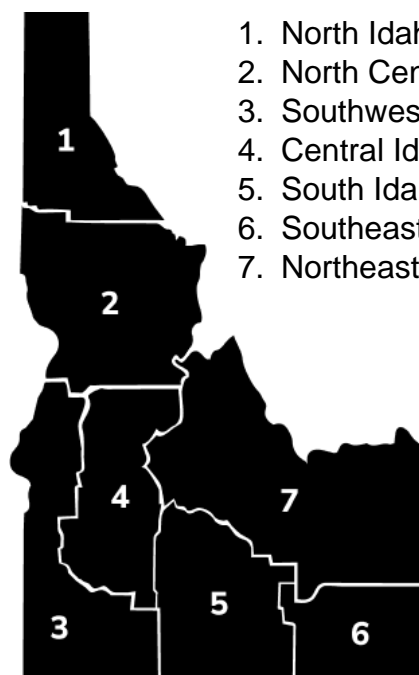 1. North Idah
2. North Cen
3. Southwes
4. Central Id
5. South Ida
6. Southeast
7. Northeast
1
2
4
7
5
3
6